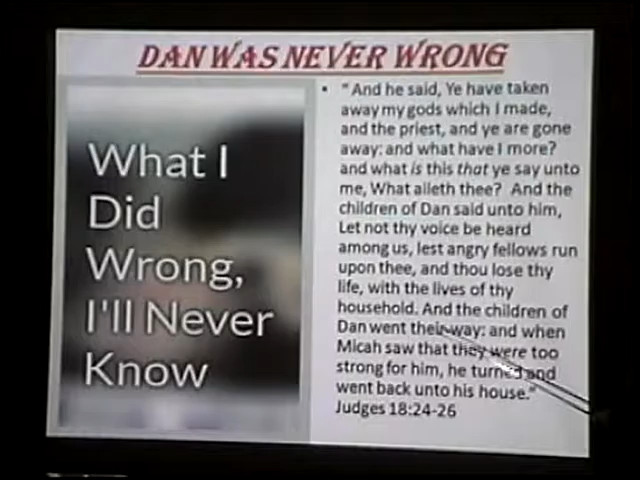 DAN WAS NEVER WRONG
What I
Did
Wrong,
I'll Never
Know
• "And he said, Ye have taken
away my gods which I made,
and the priest, and ye are gone
away: and what have I more?
and what is this that ye say unto
me, What aileth thee? And the
children of Dan said unto him,
Let not thy voice be heard
among us, lest angry fellows run
upon thee, and thou lose thy
life, with the lives of thy
household. And the children of
Dan went their way: and when
Micah saw that they were too
strong for him, he turned and
went back unto his house."
Judges 18:24-26